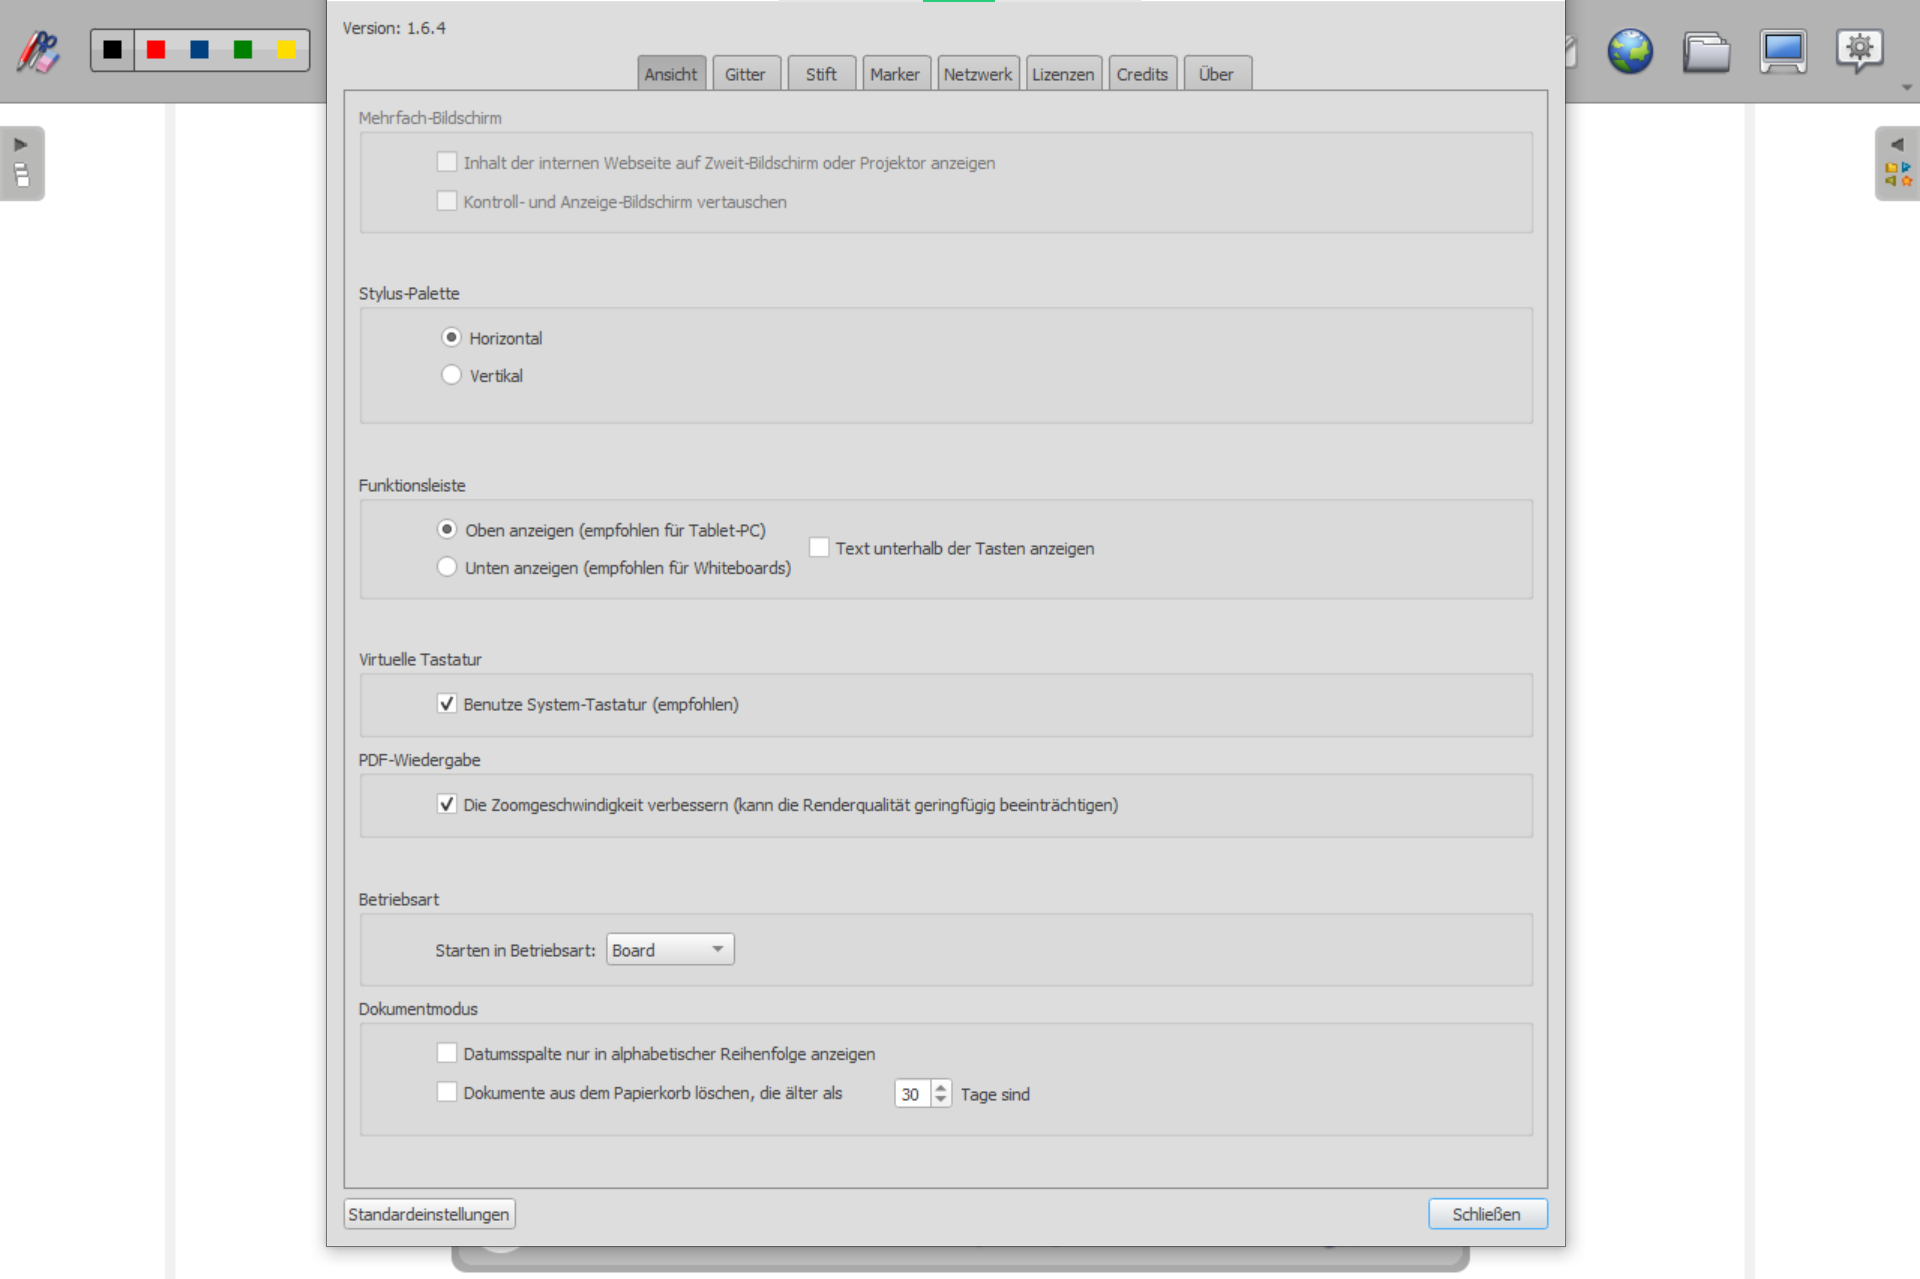 Version: 1.6.4
Ansicht
Gitter
Stift
Marker
Netzwerk
Lizenzen
Credits
Über
Mehrfach-Bildschirm
Inhalt der internen Webseite auf Zweit-Bildschirm oder Projektor anzeigen
Kontroll- und Anzeige-Bildschirm vertauschen
Stylus-Palette
Horizontal
Vertikal
Funktionsleiste
Oben anzeigen (empfohlen für Tablet-PC)
Text unterhalb der Tasten anzeigen
Unten anzeigen (empfohlen für Whiteboards)
Virtuelle Tastatur
Benutze System-Tastatur (empfohlen)
PDF-Wiedergabe
Die Zoomgeschwindigkeit verbessern (kann die Renderqualität geringfügig beeinträchtigen)
Betriebsart
Starten in Betriebsart: Board
Dokumentmodus
Datumsspalte nur in alphabetischer Reihenfolge anzeigen
Dokumente aus dem Papierkorb löschen, die älter als 30 Tage sind
Standardeinstellungen
Schließen